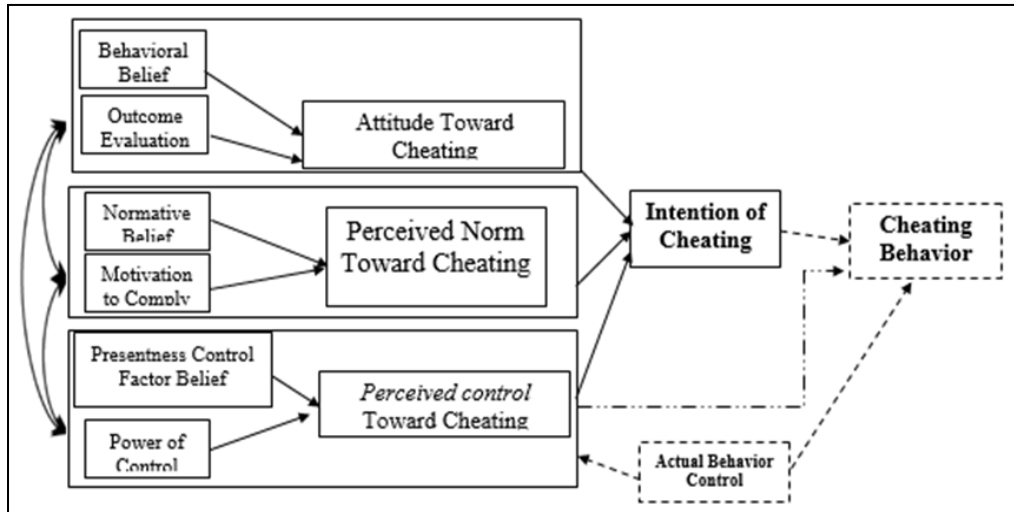 Behavioral
Belief
Outcome
Evaluation
Attitude Toward
Cheating
Normative
Belief
Motivation
to Comply
Perceived Norm
Toward Cheating
Presentness Control
Factor Belief
Power of
Control
Perceived control
Toward Cheating
Intention of
Cheating
Cheating
Behavior
Actual Behavior
Control